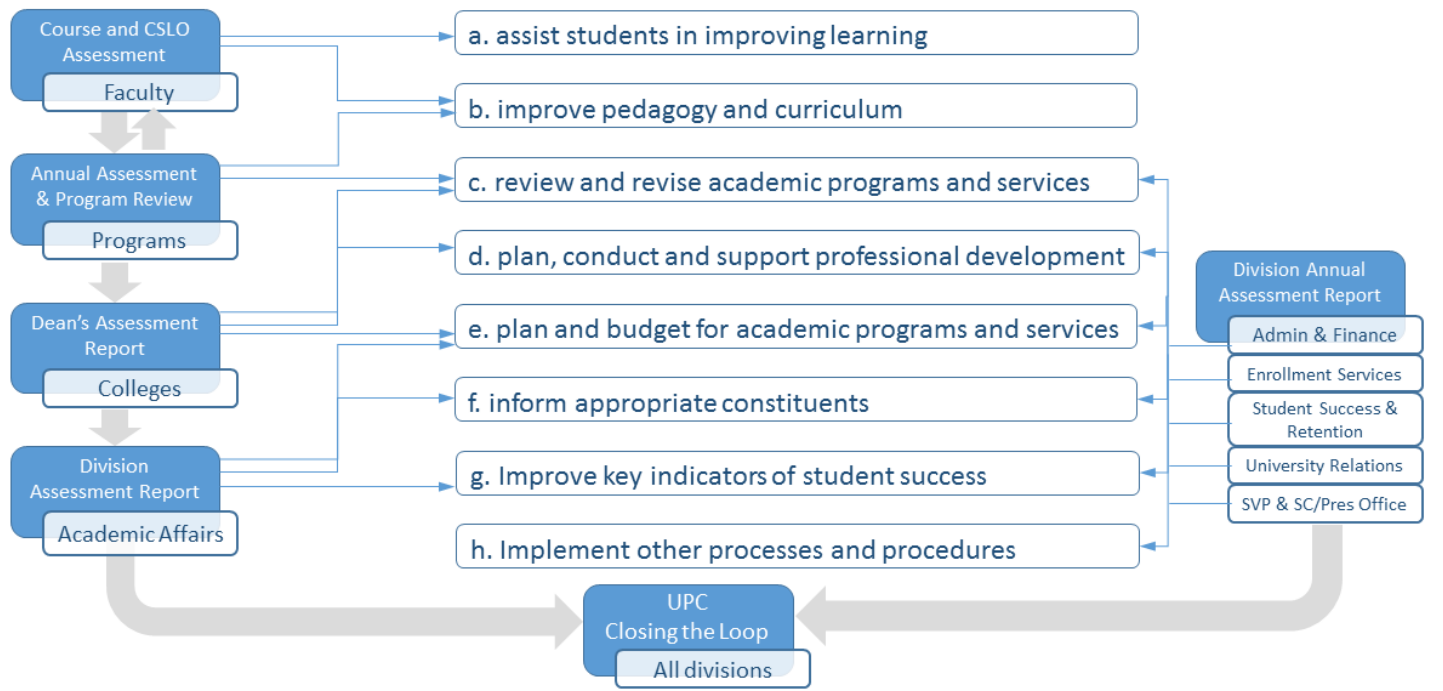 Course and CSLO
Assessment
Faculty
Annual Assessment
& Program Review
Programs
Dean's Assessment
Report
Colleges
Division
Assessment Report
Academic Affairs
a. assist students in improving learning
b. improve pedagogy and curriculum
c. review and revise academic programs and services
d. plan, conduct and support professional development
e. plan and budget for academic programs and services
f. inform appropriate constituents
g. Improve key indicators of student success
h. Implement other processes and procedures
Division Annual
Assessment Report
Admin & Finance
Enrollment Services
Student Success &
Retention
University Relations
SVP & SC/Pres Office
UPC
Closing the Loop
All divisions